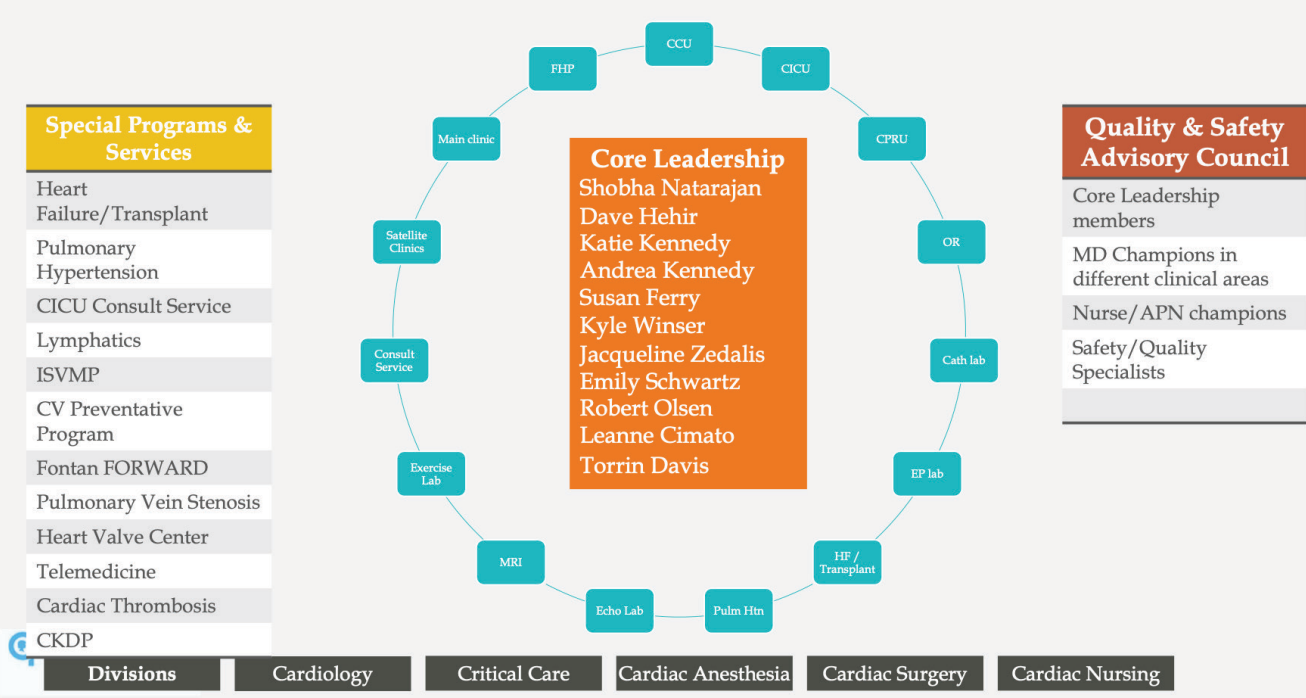 Special Programs &
Services
Heart
Failure/Transplant
Pulmonary
Hypertension
CICU Consult Service
Lymphatics
ISVMP
CV Preventative
Program
Fontan FORWARD
Pulmonary Vein Stenosis
Heart Valve Center
Telemedicine
Cardiac Thrombosis
CKDP
CCU
CICU
CPRU
OR
Cath lab
EP lab
HF /
Transplant
Pulm Htn
Echo Lab
MRI
Exercise
Lab
Consult
Service
Satellite
Clinics
Main clinic
FHP
Core Leadership
Shobha Natarajan
Dave Hehir
Katie Kennedy
Andrea Kennedy
Susan Ferry
Kyle Winser
Jacqueline Zedalis
Emily Schwartz
Robert Olsen
Leanne Cimato
Torrin Davis
Quality & Safety
Advisory Council
Core Leadership
members
MD Champions in
different clinical areas
Nurse/APN champions
Safety/Quality
Specialists
Divisions
Cardiology
Critical Care
Cardiac Anesthesia
Cardiac Surgery
Cardiac Nursing